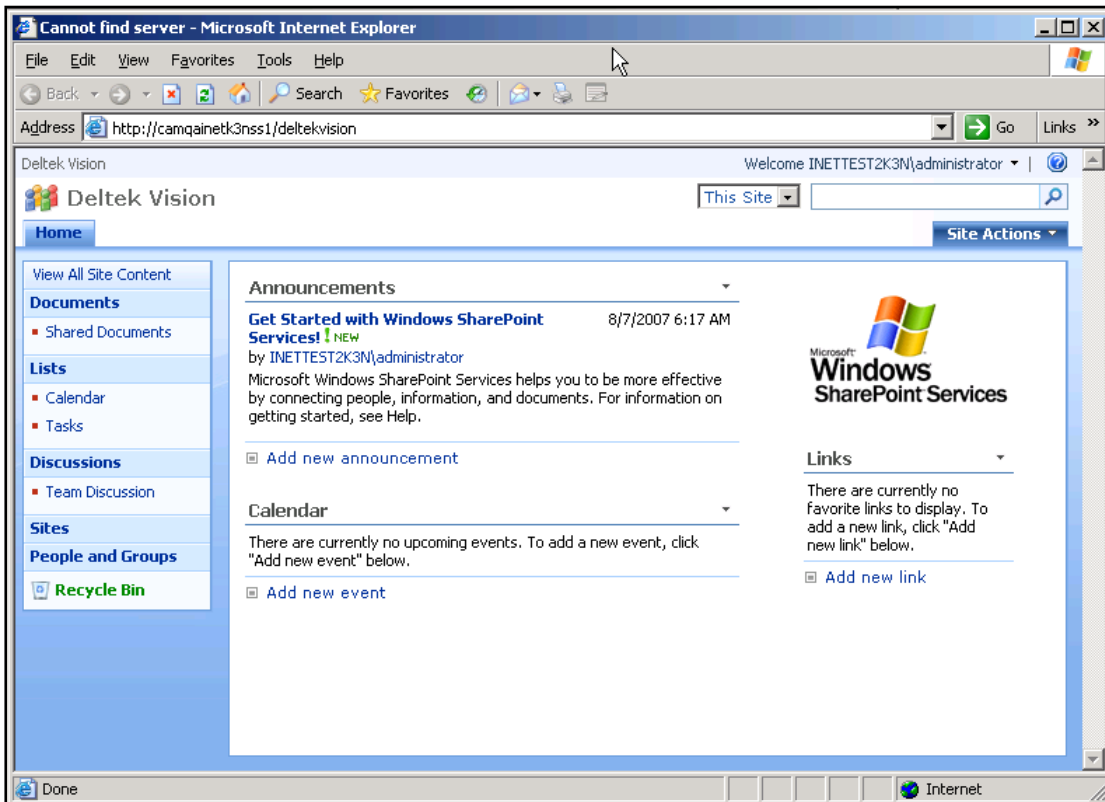 Cannot find server - Microsoft Internet Explorer
File Edit View Favorites Tools Help
Back Search Favorites
Address http://camqainetk3nss1/deltekvision Go Links »
Deltek Vision Welcome INETTEST2K3N\administrator
Deltek Vision This Site
Home Site Actions
View All Site Content
Documents
Shared Documents
Lists
Calendar
Tasks
Discussions
Team Discussion
Sites
People and Groups
Recycle Bin
Announcements
Get Started with Windows SharePoint 8/7/2007 6:17 AM
Services! ! NEW
by INETTEST2K3N\administrator
Microsoft Windows SharePoint Services helps you to be more effective
by connecting people, information, and documents. For information on
getting started, see Help.
Add new announcement
Calendar
There are currently no upcoming events. To add a new event, click
"Add new event" below.
Add new event
Microsoft
Windows
SharePoint Services
Links
There are currently no
favorite links to display. To
add a new link, click "Add
new link" below.
Add new link
Done Internet